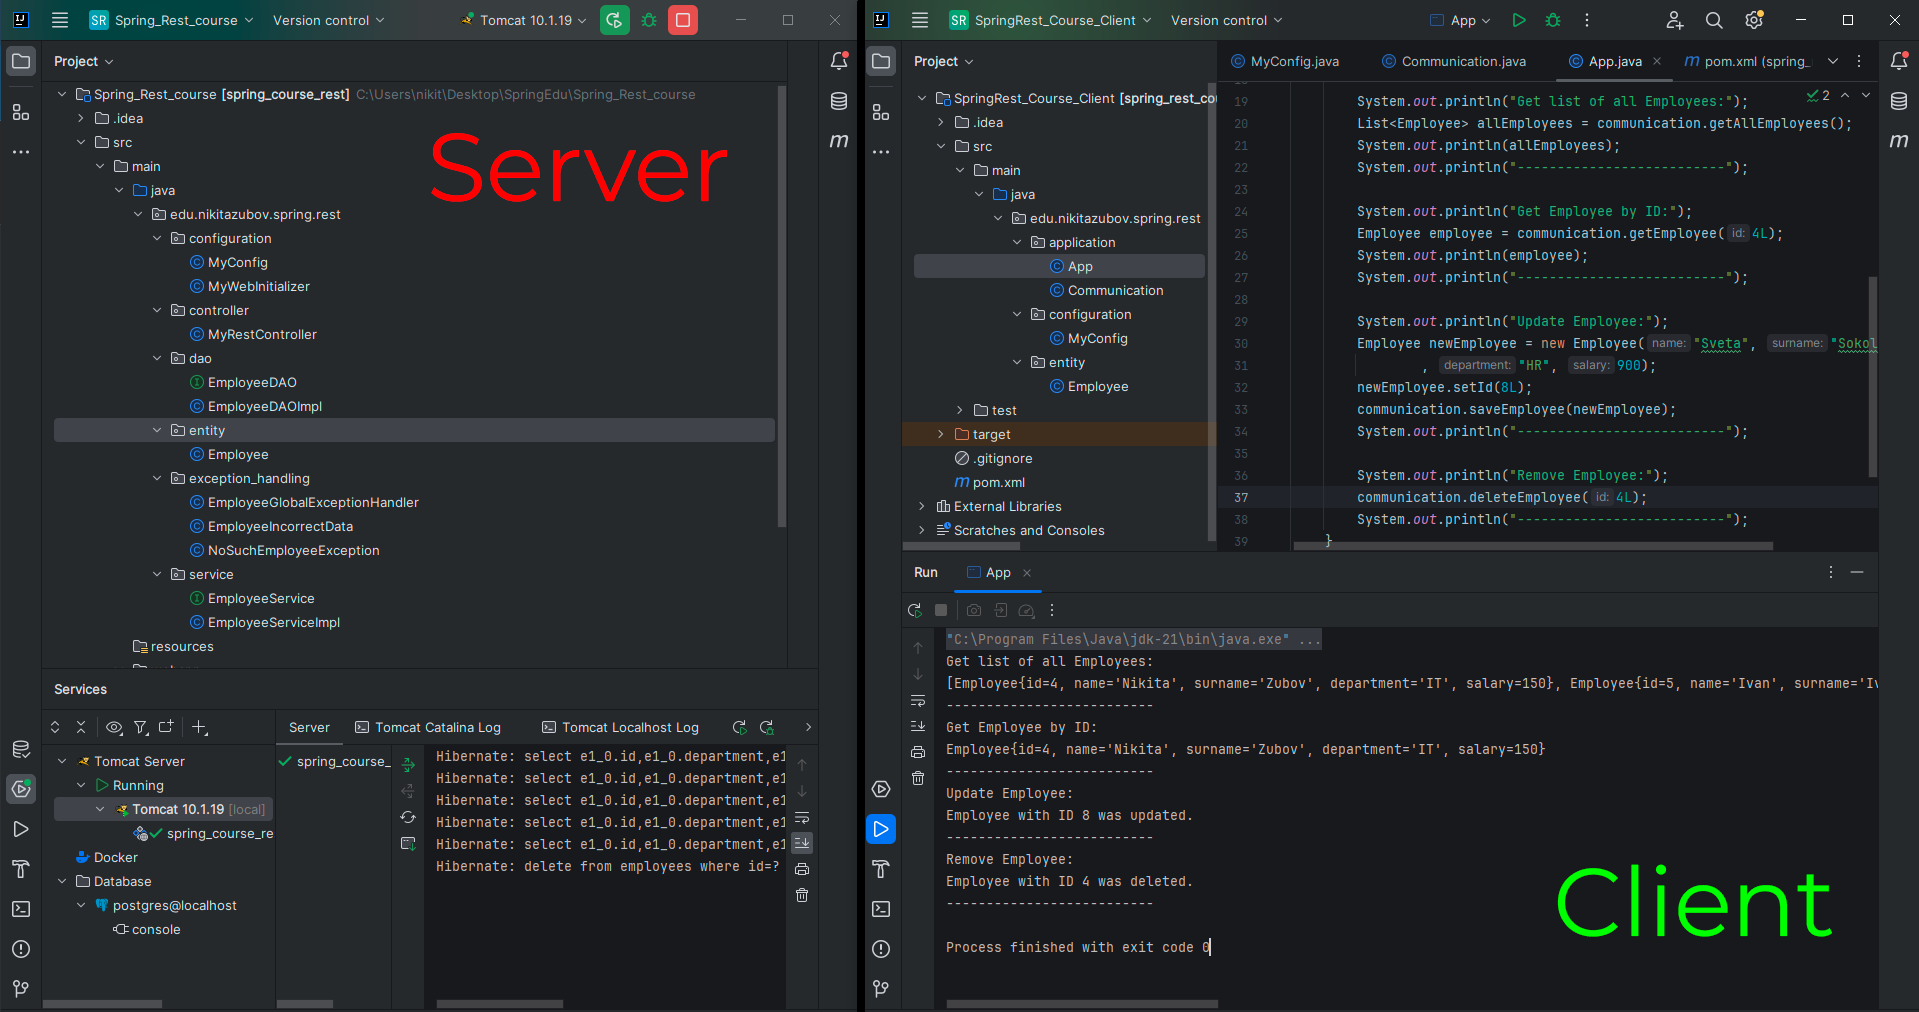 SR Spring_Rest_course Version control Tomcat 10.1.19
Project
Spring_Rest_course [spring_course_rest] C:\Users\nikit\Desktop\SpringEdu\Spring_Rest_course
.idea
src
main
java
edu.nikitazubov.spring.rest
configuration
MyConfig
MyWebInitializer
controller
MyRestController
dao
EmployeeDAO
EmployeeDAOImpl
entity
Employee
exception_handling
EmployeeGlobalExceptionHandler
EmployeeIncorrectData
NoSuchEmployeeException
service
EmployeeService
EmployeeServiceImpl
resources
Server
Services
Server Tomcat Catalina Log Tomcat Localhost Log
Tomcat Server
Running
Tomcat 10.1.19 [local]
spring_course_re
Docker
Database
postgres@localhost
console
spring_course_
Hibernate: select e1_0.id,e1_0.department,e1
Hibernate: select e1_0.id,e1_0.department,e1
Hibernate: select e1_0.id,e1_0.department,e1
Hibernate: select e1_0.id,e1_0.department,e1
Hibernate: select e1_0.id,e1_0.department,e1
Hibernate: delete from employees where id=?
SR SpringRest_Course_Client Version control App
Project
SpringRest_Course_Client [spring_rest_co
.idea
src
main
java
edu.nikitazubov.spring.rest
application
App
Communication
configuration
MyConfig
entity
Employee
test
target
.gitignore
pom.xml
External Libraries
Scratches and Consoles
MyConfig.java Communication.java App.java pom.xml (spring_
2
19 System.out.println("Get list of all Employees:");
20 List<Employee> allEmployees = communication.getAllEmployees();
21 System.out.println(allEmployees);
22 System.out.println("--------------------------");
23
24 System.out.println("Get Employee by ID:");
25 Employee employee = communication.getEmployee( id: 4L);
26 System.out.println(employee);
27 System.out.println("--------------------------");
28
29 System.out.println("Update Employee:");
30 Employee newEmployee = new Employee( name: "Sveta", surname: "Sokol
31 , department: "HR", salary: 900);
32 newEmployee.setId(8L);
33 communication.saveEmployee(newEmployee);
34 System.out.println("--------------------------");
35
36 System.out.println("Remove Employee:");
37 communication.deleteEmployee( id: 4L);
38 System.out.println("--------------------------");
39 }
Run App
"C:\Program Files\Java\jdk-21\bin\java.exe" ...
Get list of all Employees:
[Employee{id=4, name='Nikita', surname='Zubov', department='IT', salary=150}, Employee{id=5, name='Ivan', surname='Iv
--------------------------
Get Employee by ID:
Employee{id=4, name='Nikita', surname='Zubov', department='IT', salary=150}
--------------------------
Update Employee:
Employee with ID 8 was updated.
--------------------------
Remove Employee:
Employee with ID 4 was deleted.
--------------------------
Process finished with exit code 0
Client